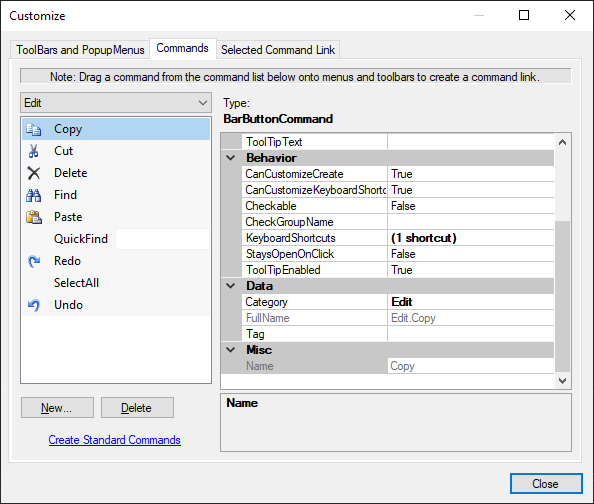 Customize
ToolBars and PopupMenus
Commands
Selected Command Link
Note: Drag a command from the command list below onto menus and toolbars to create a command link.
Edit
Copy
Cut
Delete
Find
Paste
QuickFind
Redo
SelectAll
Undo
New...
Delete
Create Standard Commands
Type:
BarButtonCommand
ToolTipText
Behavior
CanCustomizeCreate True
CanCustomizeKeyboardShortc True
Checkable False
CheckGroupName
KeyboardShortcuts (1 shortcut)
StaysOpenOnClick False
ToolTipEnabled True
Data
Category Edit
FullName Edit.Copy
Tag
Misc
Name Copy
Name
Close